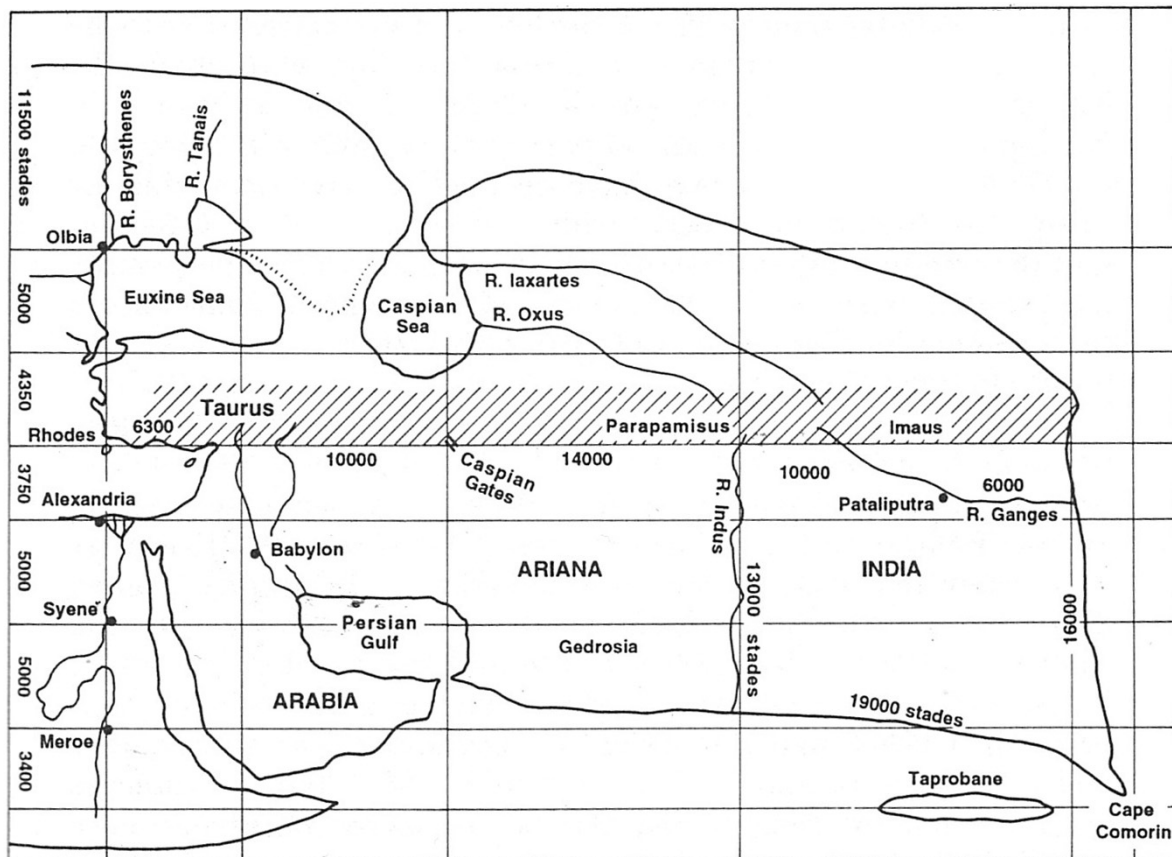 11500 stades
R. Borysthenes
R. Tanais
Olbia
5000
Euxine Sea
Caspian
Sea
R. Iaxartes
R. Oxus
4350
Taurus
6300
Rhodes
10000
Caspian
Gates
14000
Parapamisus
Imaus
10000
6000
3750
Alexandria
R. Indus
Pataliputra
R. Ganges
Babylon
ARIANA
INDIA
5000
Syene
Persian
Gulf
Gedrosia
13000 stades
16000
5000
ARABIA
19000 stades
Meroe
3400
Taprobane
Cape
Comorin